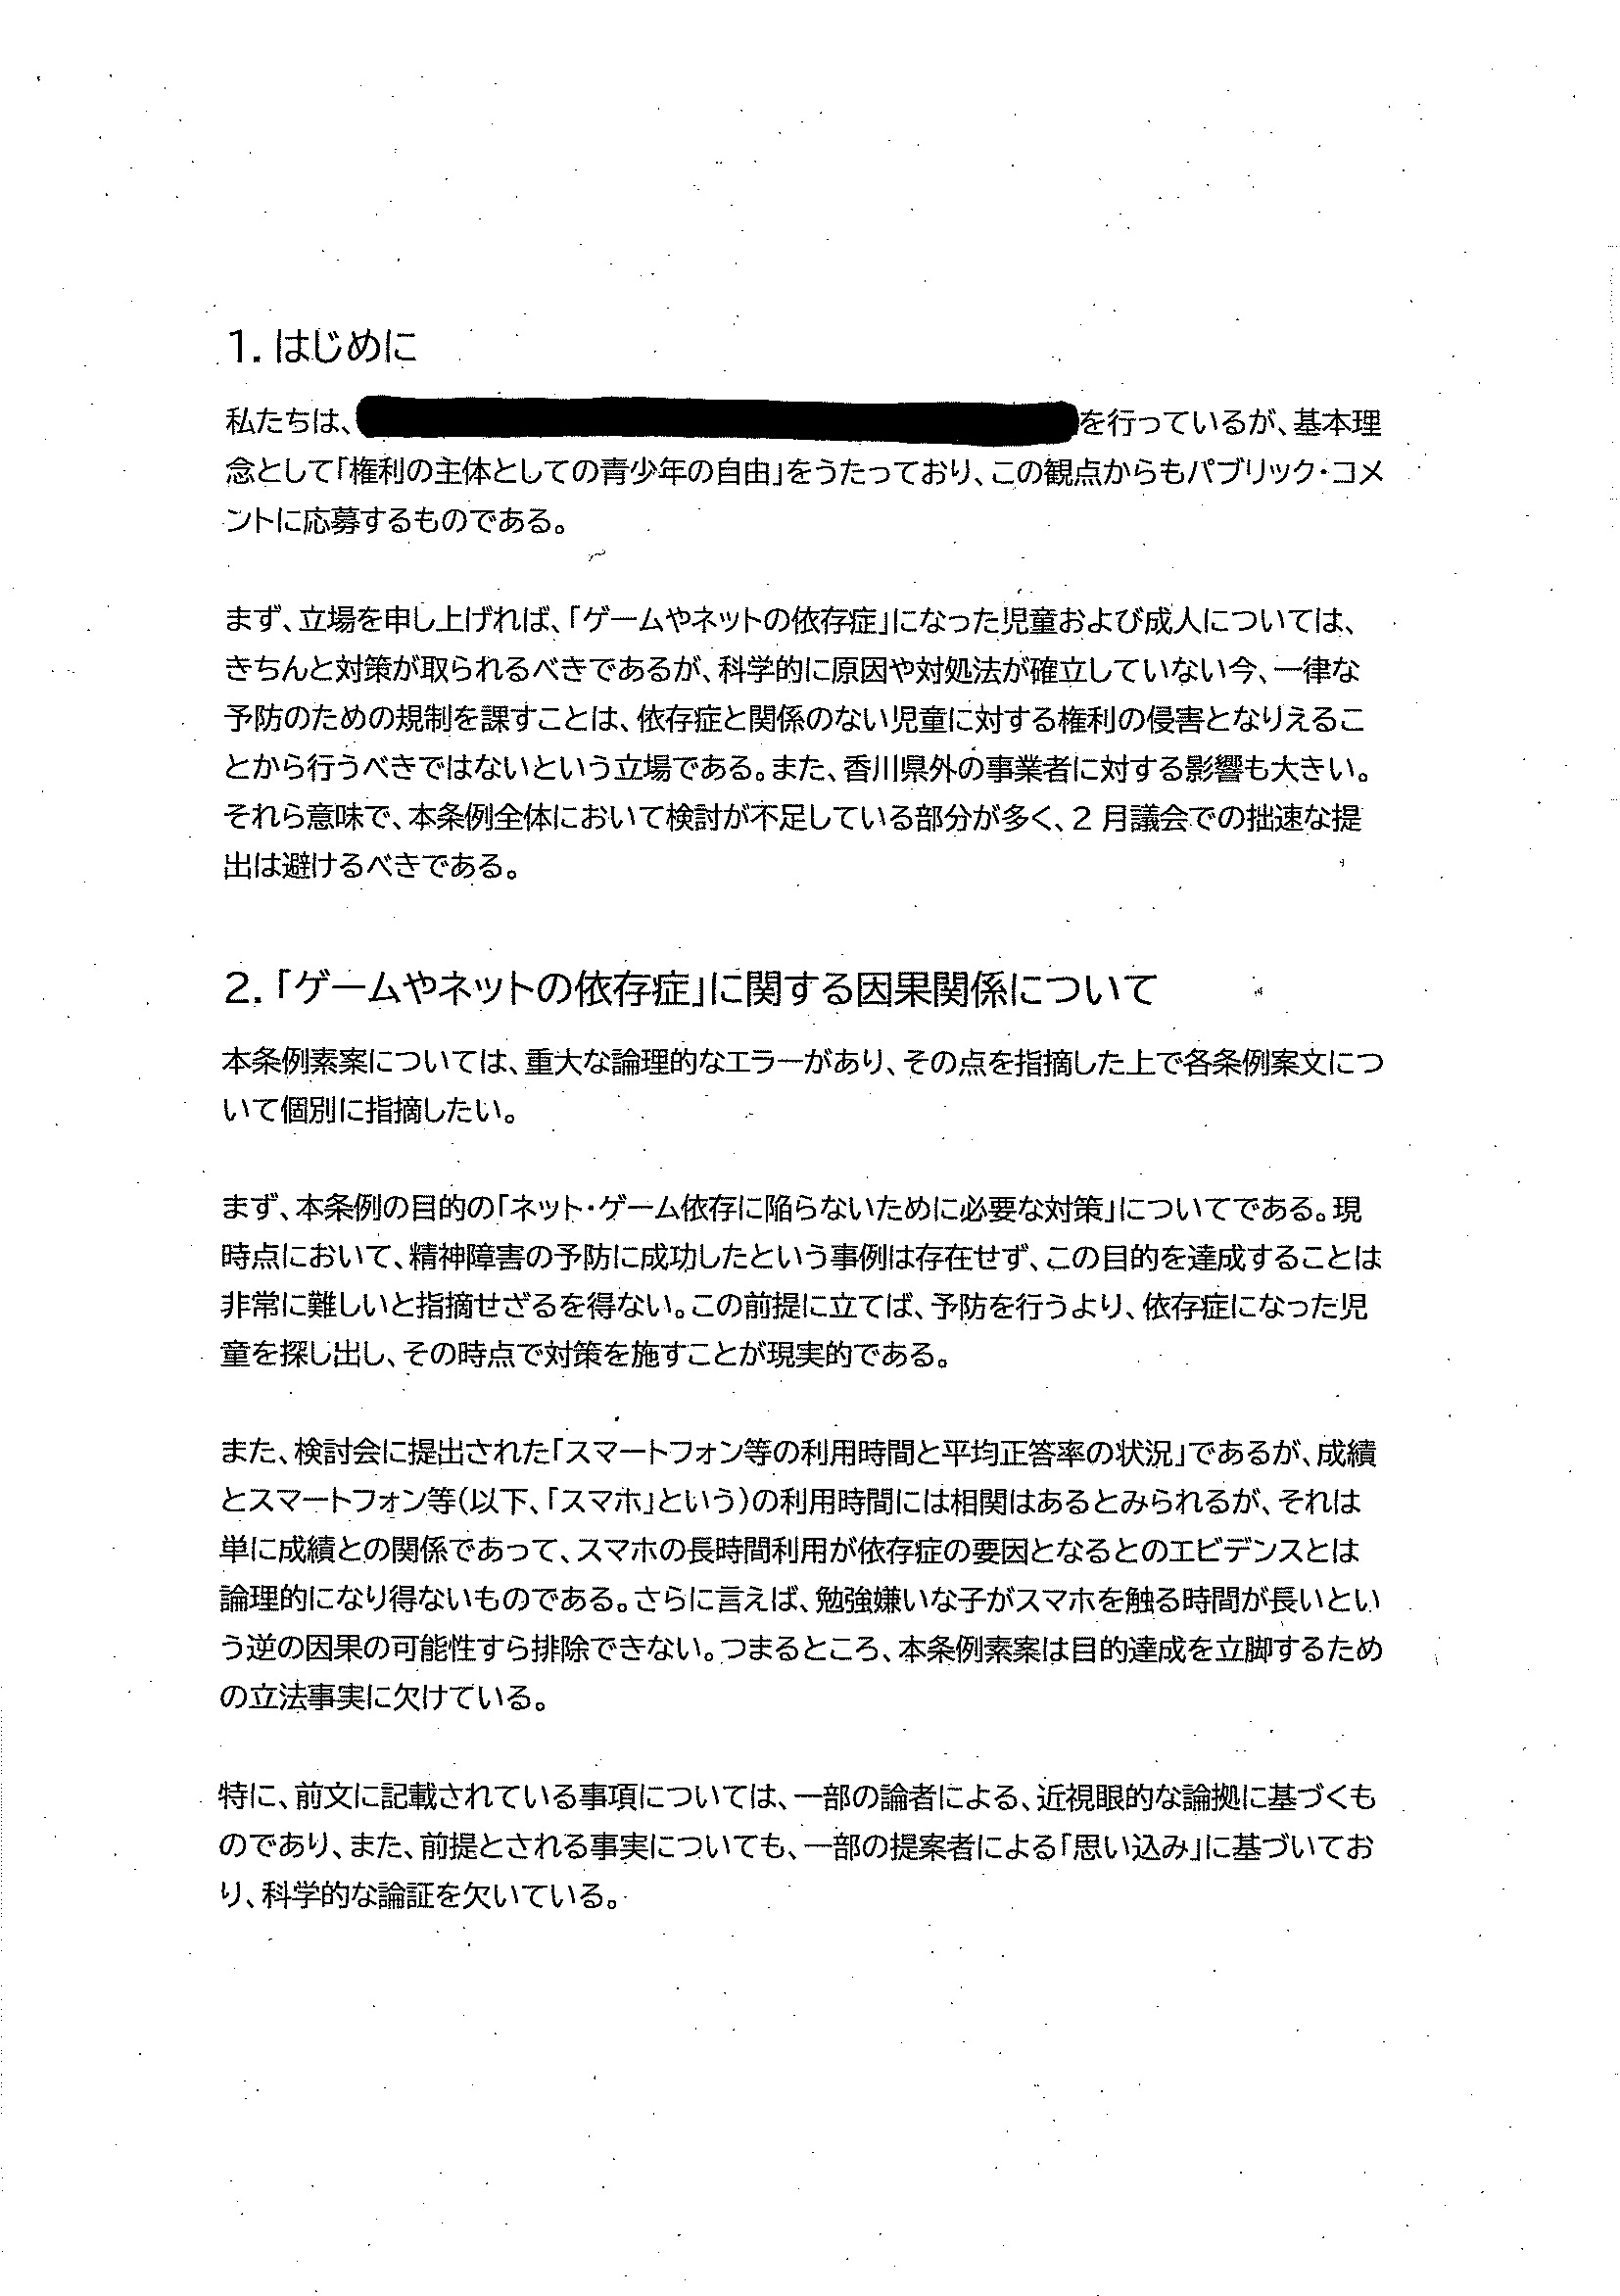 1. はじめに
私たちは、
を行っているが、基本理
念として「権利の主体としての青少年の自由」をうたっており、この観点からもパブリック・コメ
ントに応募するものである。
まず、立場を申し上げれば、「ゲームやネットの依存症」になった児童および成人については、
きちんと対策が取られるべきであるが、科学的に原因や対処法が確立していない今、一律な
予防のための規制を課すことは、依存症と関係のない児童に対する権利の侵害となりえるこ
とから行うべきではないという立場である。また、香川県外の事業者に対する影響も大きい。
それら意味で、本条例全体において検討が不足している部分が多く、2 月議会での拙速な提
出は避けるべきである。
2. 「ゲームやネットの依存症」に関する因果関係について
本条例素案については、重大な論理的なエラーがあり、その点を指摘した上で各条例案文につ
いて個別に指摘したい。
まず、本条例の目的の「ネット・ゲーム依存に陥らないために必要な対策」についてである。現
時点において、精神障害の予防に成功したという事例は存在せず、この目的を達成することは
非常に難しいと指摘せざるを得ない。この前提に立てば、予防を行うより、依存症になった児
童を探し出し、その時点で対策を施すことが現実的である。
また、検討会に提出された「スマートフォン等の利用時間と平均正答率の状況」であるが、成績
とスマートフォン等(以下、「スマホ」という)の利用時間には相関はあるとみられるが、それは
単に成績との関係であって、スマホの長時間利用が依存症の要因となるとのエビデンスとは
論理的になり得ないものである。さらに言えば、勉強嫌いな子がスマホを触る時間が長いとい
う逆の因果の可能性すら排除できない。つまるところ、本条例素案は目的達成を立脚するため
の立法事実に欠けている。
特に、前文に記載されている事項については、一部の論者による、近視眼的な論拠に基づくも
のであり、また、前提とされる事実についても、一部の提案者による「思い込み」に基づいてお
り、科学的な論証を欠いている。